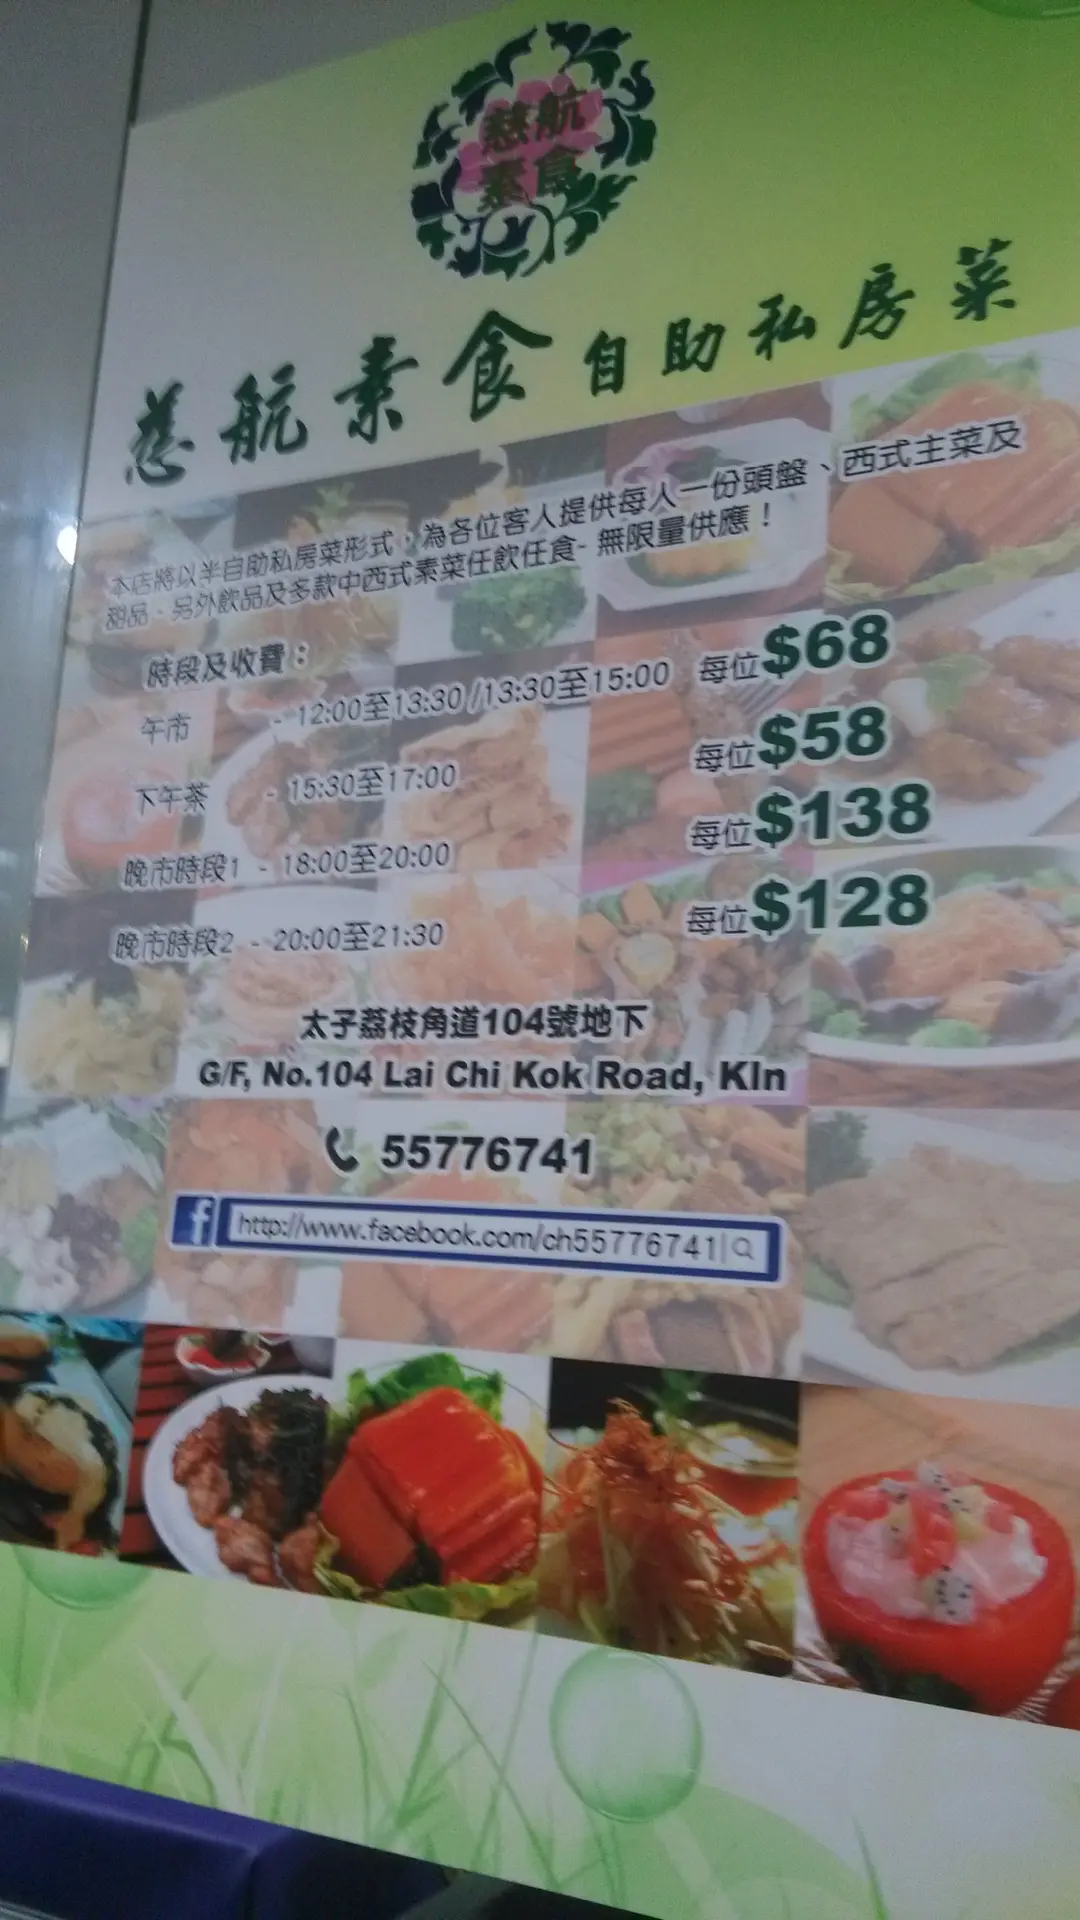 慈航
素食
慈航素食自助私房菜
本店將以半自助私房菜形式，為各位客人提供每人一份頭盤、西式主菜及
甜品、另外飲品及多款中西式素菜任飲任食-無限量供應！
時段及收費：
午市 - 12:00至13:30 /13:30至15:00 每位$68
下午茶 - 15:30至17:00 每位$58
晚市時段1 - 18:00至20:00 每位$138
晚市時段2 - 20:00至21:30 每位$128
太子荔枝角道104號地下
G/F, No.104 Lai Chi Kok Road, Kln
55776741
f http://www.facebook.com/ch55776741